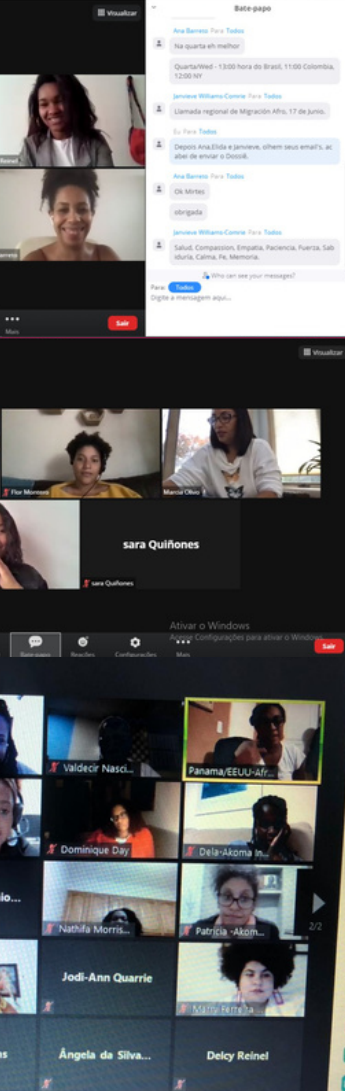 Visualizar
Bate-papo
Ana Barreto Para Todos
Na quarta eh melhor
Quarta/Wed - 13:00 hora do Brasil, 11:00 Colombia,
12:00 NY
Janvieve Williams-Comrie Para Todos
Llamada regional de Migración Afro, 17 de Junio.
Eu Para Todos
Depois Ana,Elida e Janvieve, olhem seus email's, ac
abei de enviar o Dossiê.
Ana Barreto Para Todos
Ok Mirtes
obrigada
Janvieve Williams-Comrie Para Todos
Salud, Compassion, Empatia, Paciencia, Fuerza, Sab
iduria, Calma, Fe, Memoria.
Who can see your messages?
Para: Todos
Digite a mensagem aqui...
Reinel
arreto
Mais
Sair
Visualizar
Flor Montero
Marcia Olivo
sara Quiñones
sara Quiñones
Ativar o Windows
Acesse Configurações para ativar o Windows.
Bate-papo
Reações
Configurações
Mais
Sair
Valdecir Nasci...
Panama/EEUU-Afr...
Dominique Day
Dela-Akoma In...
io...
Nathifa Morris...
Patricia -Akom...
2/2
Jodi-Ann Quarrie
Marry Ferreira
s
Ângela da Silva...
Delcy Reinel